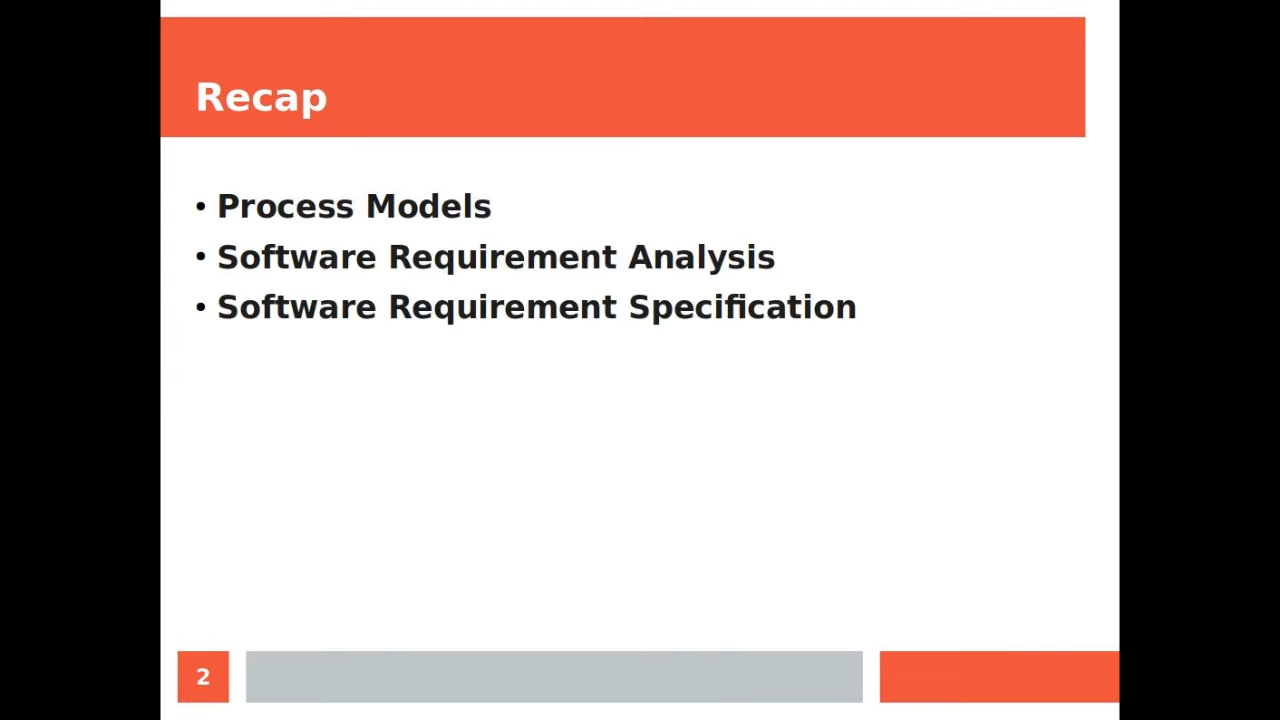 Recap
• Process Models
• Software Requirement Analysis
• Software Requirement Specification
2